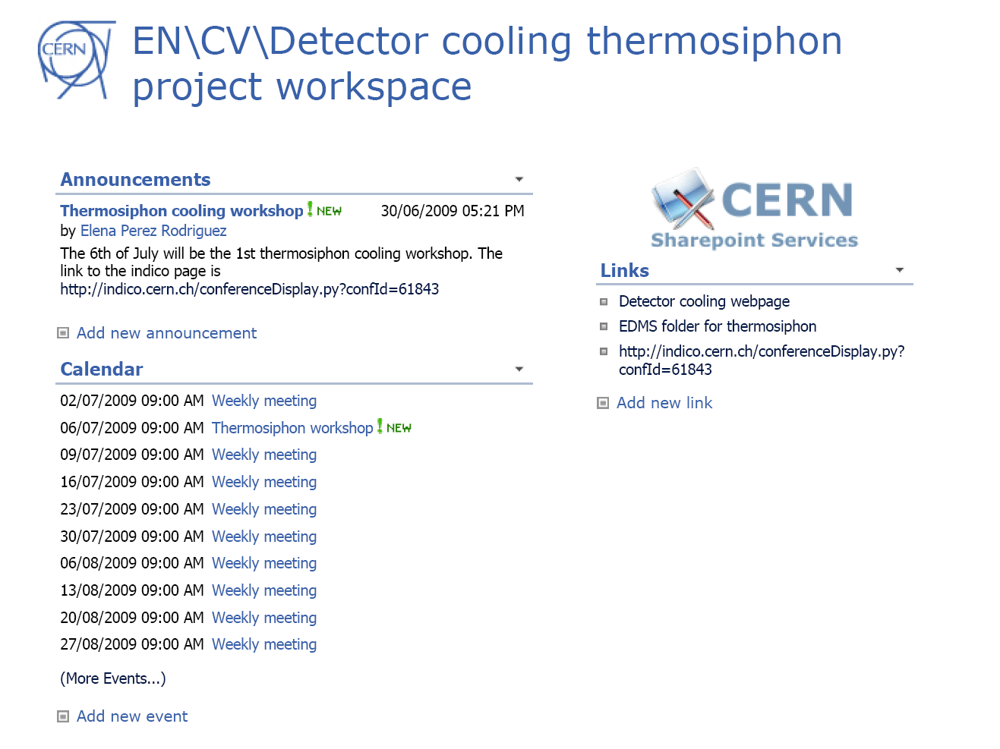 CERN
EN\CV\Detector cooling thermosiphon
project workspace
Announcements
Thermosiphon cooling workshop ! NEW 30/06/2009 05:21 PM
by Elena Perez Rodriguez
The 6th of July will be the 1st thermosiphon cooling workshop. The
link to the indico page is
http://indico.cern.ch/conferenceDisplay.py?confId=61843
Add new announcement
Calendar
02/07/2009 09:00 AM Weekly meeting
06/07/2009 09:00 AM Thermosiphon workshop ! NEW
09/07/2009 09:00 AM Weekly meeting
16/07/2009 09:00 AM Weekly meeting
23/07/2009 09:00 AM Weekly meeting
30/07/2009 09:00 AM Weekly meeting
06/08/2009 09:00 AM Weekly meeting
13/08/2009 09:00 AM Weekly meeting
20/08/2009 09:00 AM Weekly meeting
27/08/2009 09:00 AM Weekly meeting
(More Events...)
Add new event
CERN
Sharepoint Services
Links
Detector cooling webpage
EDMS folder for thermosiphon
http://indico.cern.ch/conferenceDisplay.py?
confId=61843
Add new link